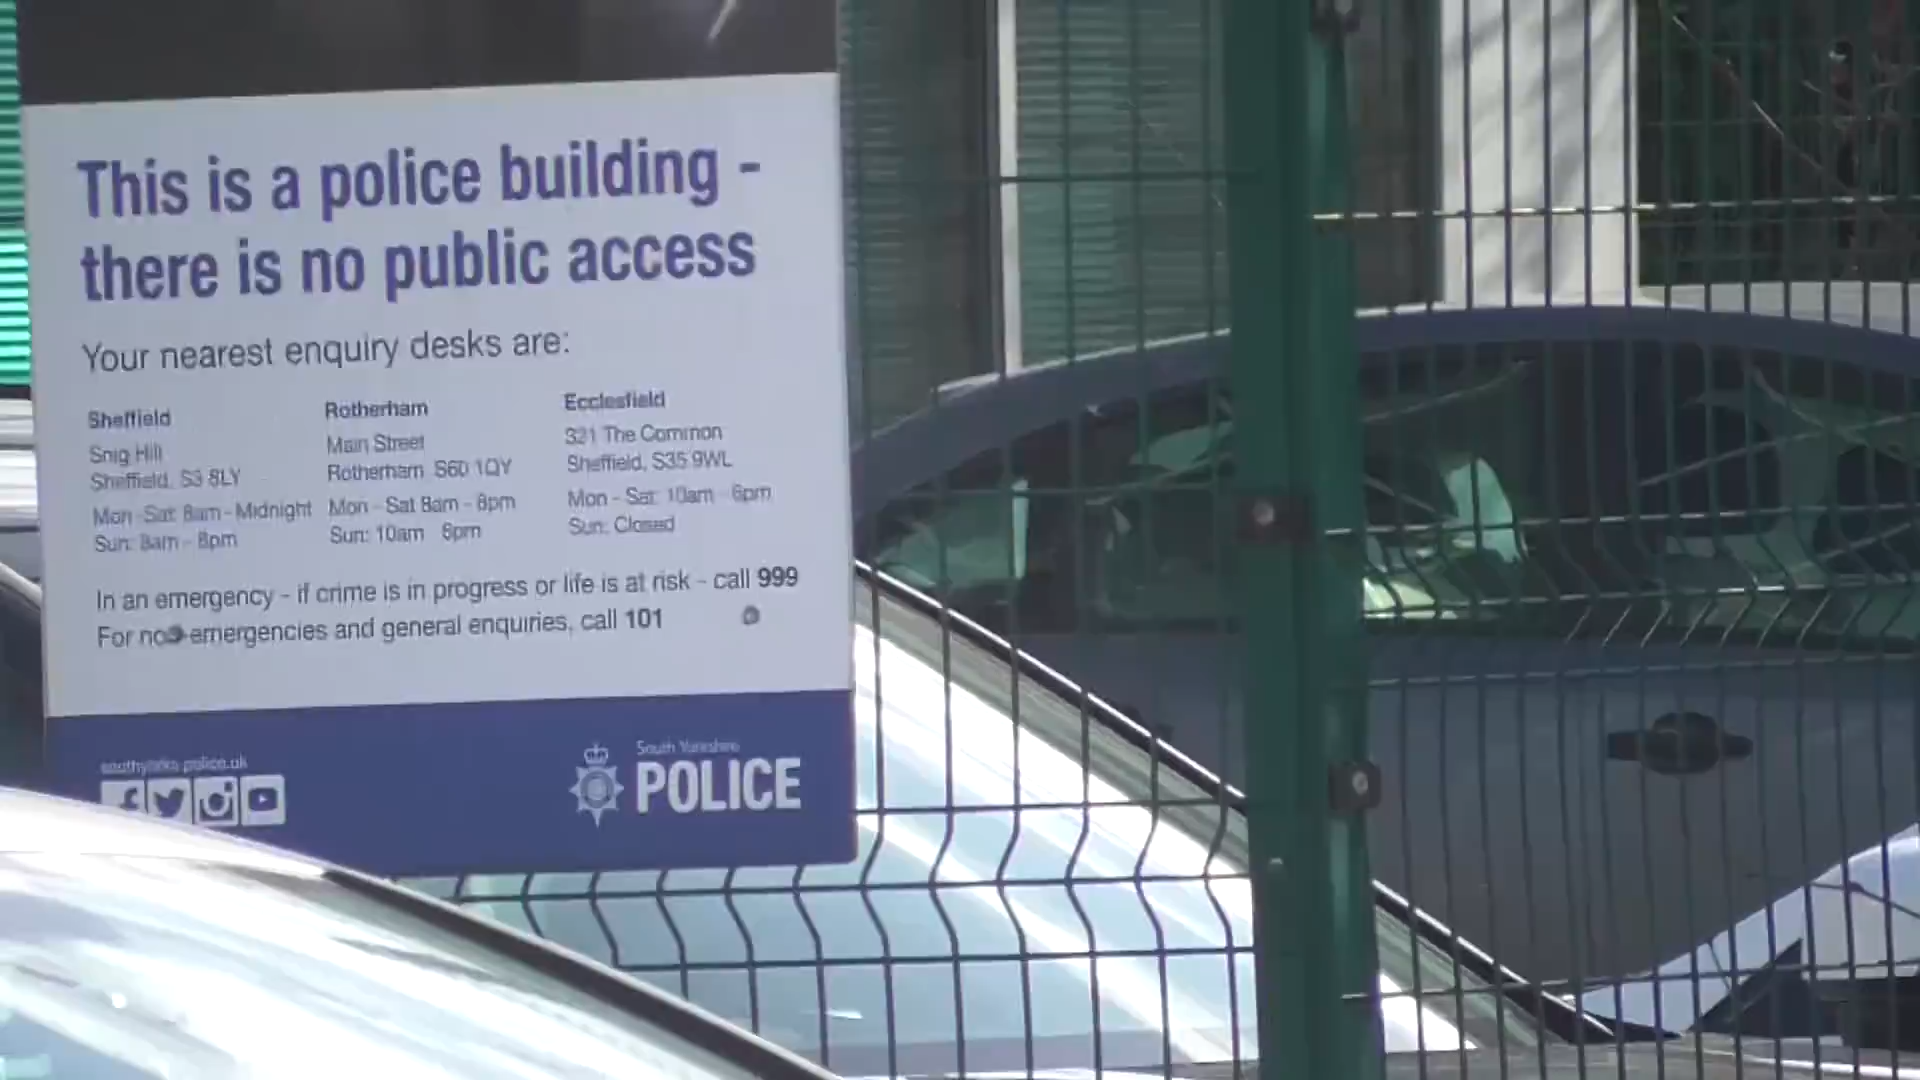 This is a police building -
there is no public access
Your nearest enquiry desks are:
Sheffield
Snig Hill
Sheffield, S3 8LY
Mon - Sat: 8am - Midnight
Sun: 8am - 8pm
Rotherham
Main Street
Rotherham S60 1QY
Mon - Sat 8am - 8pm
Sun: 10am 6pm
Ecclesfield
321 The Common
Sheffield, S35 9WL
Mon - Sat: 10am - 6pm
Sun: Closed
In an emergency - if crime is in progress or life is at risk - call 999
For non-emergencies and general enquiries, call 101
southyorks.police.uk
South Yorkshire
POLICE